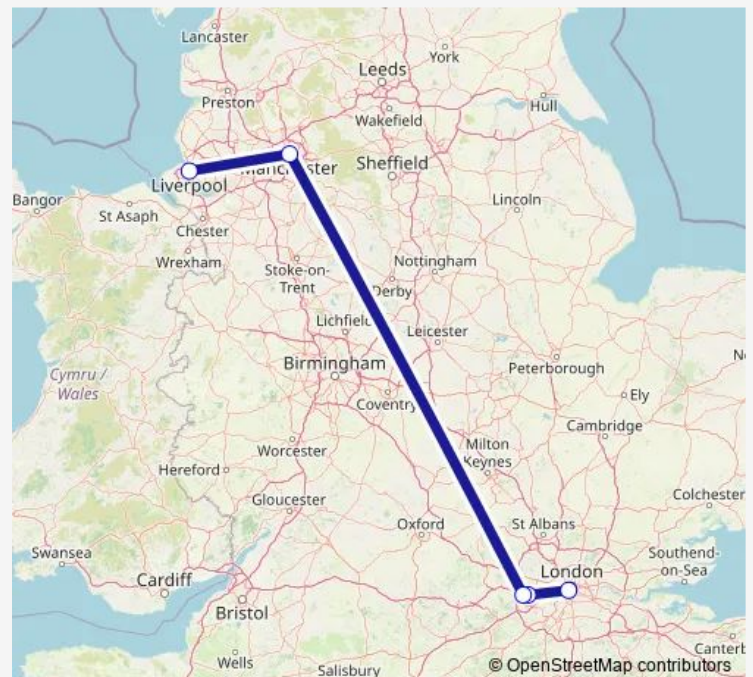 Lancaster
York
Leeds
Preston
Hull
Wakefield
Manchester
Sheffield
Liverpool
Bangor
St Asaph
Lincoln
Chester
Wrexham
Nottingham
Stoke-on-
Trent
Derby
Lichfield
Leicester
Birmingham
Peterborough
Cymru /
Wales
Coventry
Ely
Cambridge
Milton
Keynes
Worcester
Hereford
Colchester
Gloucester
Oxford
St Albans
Swansea
Southend-
on-Sea
London
Cardiff
Bristol
Canterb
Wells
Salisbury
© OpenStreetMap contributors